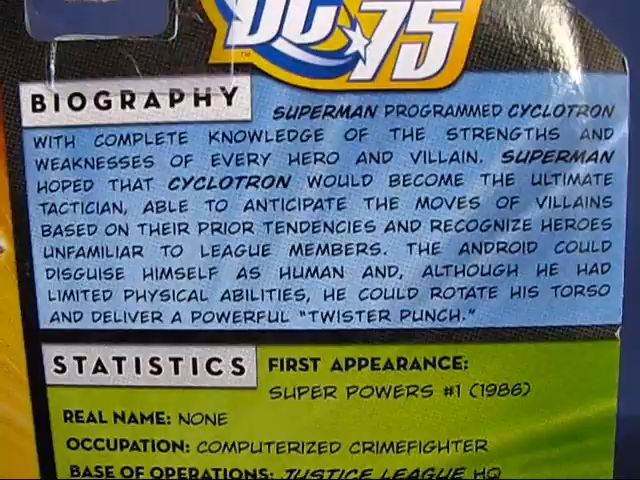 DC 75
BIOGRAPHY
SUPERMAN PROGRAMMED CYCLOTRON
WITH COMPLETE KNOWLEDGE OF THE STRENGTHS AND
WEAKNESSES OF EVERY HERO AND VILLAIN. SUPERMAN
HOPED THAT CYCLOTRON WOULD BECOME THE ULTIMATE
TACTICIAN, ABLE TO ANTICIPATE THE MOVES OF VILLAINS
BASED ON THEIR PRIOR TENDENCIES AND RECOGNIZE HEROES
UNFAMILIAR TO LEAGUE MEMBERS. THE ANDROID COULD
DISGUISE HIMSELF AS HUMAN AND, ALTHOUGH HE HAD
LIMITED PHYSICAL ABILITIES, HE COULD ROTATE HIS TORSO
AND DELIVER A POWERFUL "TWISTER PUNCH."
STATISTICS
FIRST APPEARANCE:
SUPER POWERS #1 (1986)
REAL NAME: NONE
OCCUPATION: COMPUTERIZED CRIMEFIGHTER
BASE OF OPERATIONS: JUSTICE LEAGUE HQ